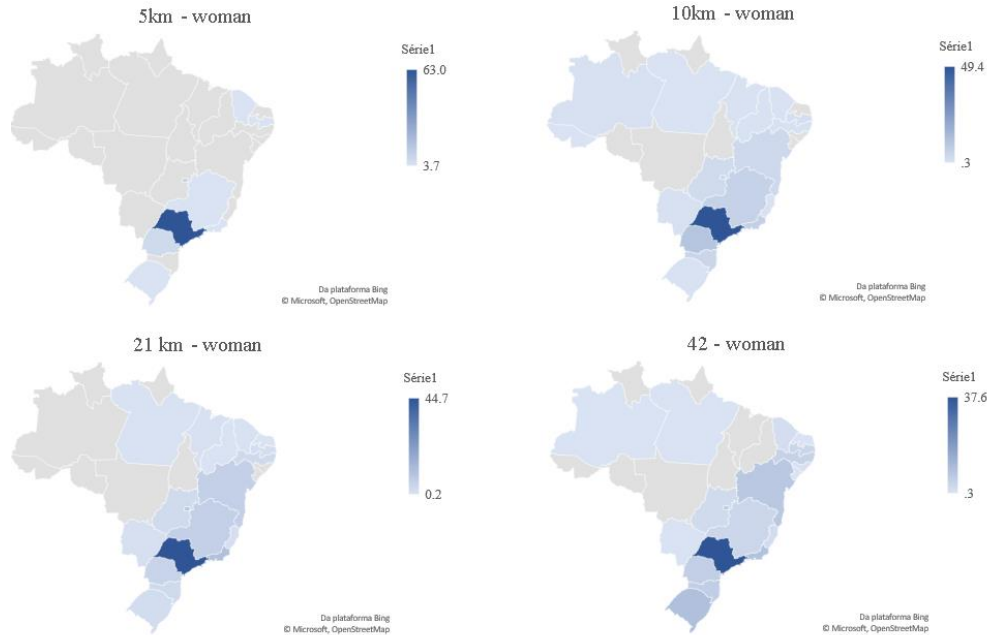 5km - woman
Série1
63.0
3.7
Da plataforma Bing
© Microsoft, OpenStreetMap
10km - woman
Série1
49.4
.3
Da plataforma Bing
© Microsoft, OpenStreetMap
21 km - woman
Série1
44.7
0.2
Da plataforma Bing
© Microsoft, OpenStreetMap
42 - woman
Série1
37.6
.3
Da plataforma Bing
© Microsoft, OpenStreetMap